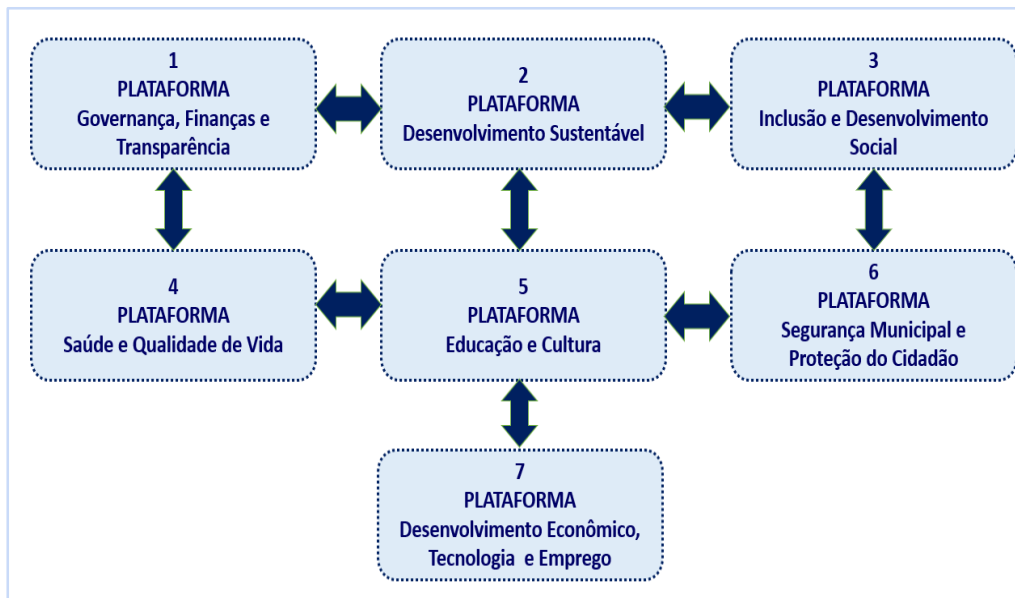 1
PLATAFORMA
Governança, Finanças e
Transparência
2
PLATAFORMA
Desenvolvimento Sustentável
3
PLATAFORMA
Inclusão e Desenvolvimento
Social
4
PLATAFORMA
Saúde e Qualidade de Vida
5
PLATAFORMA
Educação e Cultura
6
PLATAFORMA
Segurança Municipal e
Proteção do Cidadão
7
PLATAFORMA
Desenvolvimento Econômico,
Tecnologia e Emprego